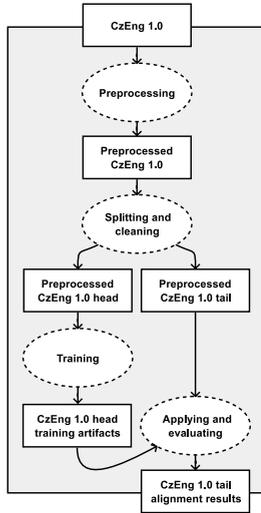 CzEng 1.0
Preprocessing
Preprocessed
CzEng 1.0
Splitting and
cleaning
Preprocessed
CzEng 1.0 head
Preprocessed
CzEng 1.0 tail
Training
CzEng 1.0 head
training artifacts
Applying and
evaluating
CzEng 1.0 tail
alignment results